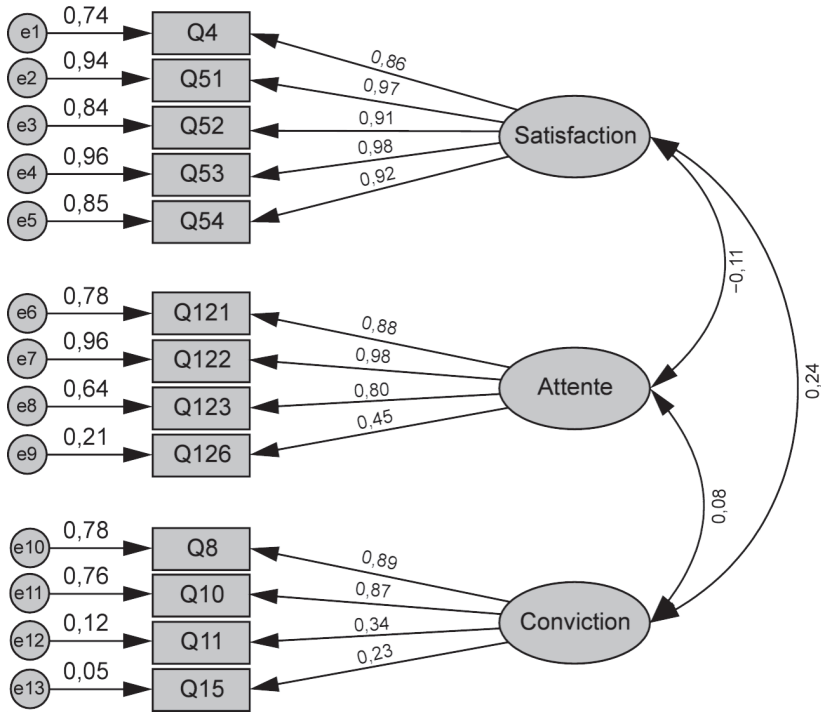 e1 0,74 Q4 0,86
e2 0,94 Q51 0,97
e3 0,84 Q52 0,91 Satisfaction
e4 0,96 Q53 0,98
e5 0,85 Q54 0,92
−0,11
e6 0,78 Q121 0,88
e7 0,96 Q122 0,98 Attente
0,24
e8 0,64 Q123 0,80
e9 0,21 Q126 0,45
0,08
e10 0,78 Q8 0,89
e11 0,76 Q10 0,87
e12 0,12 Q11 0,34 Conviction
e13 0,05 Q15 0,23